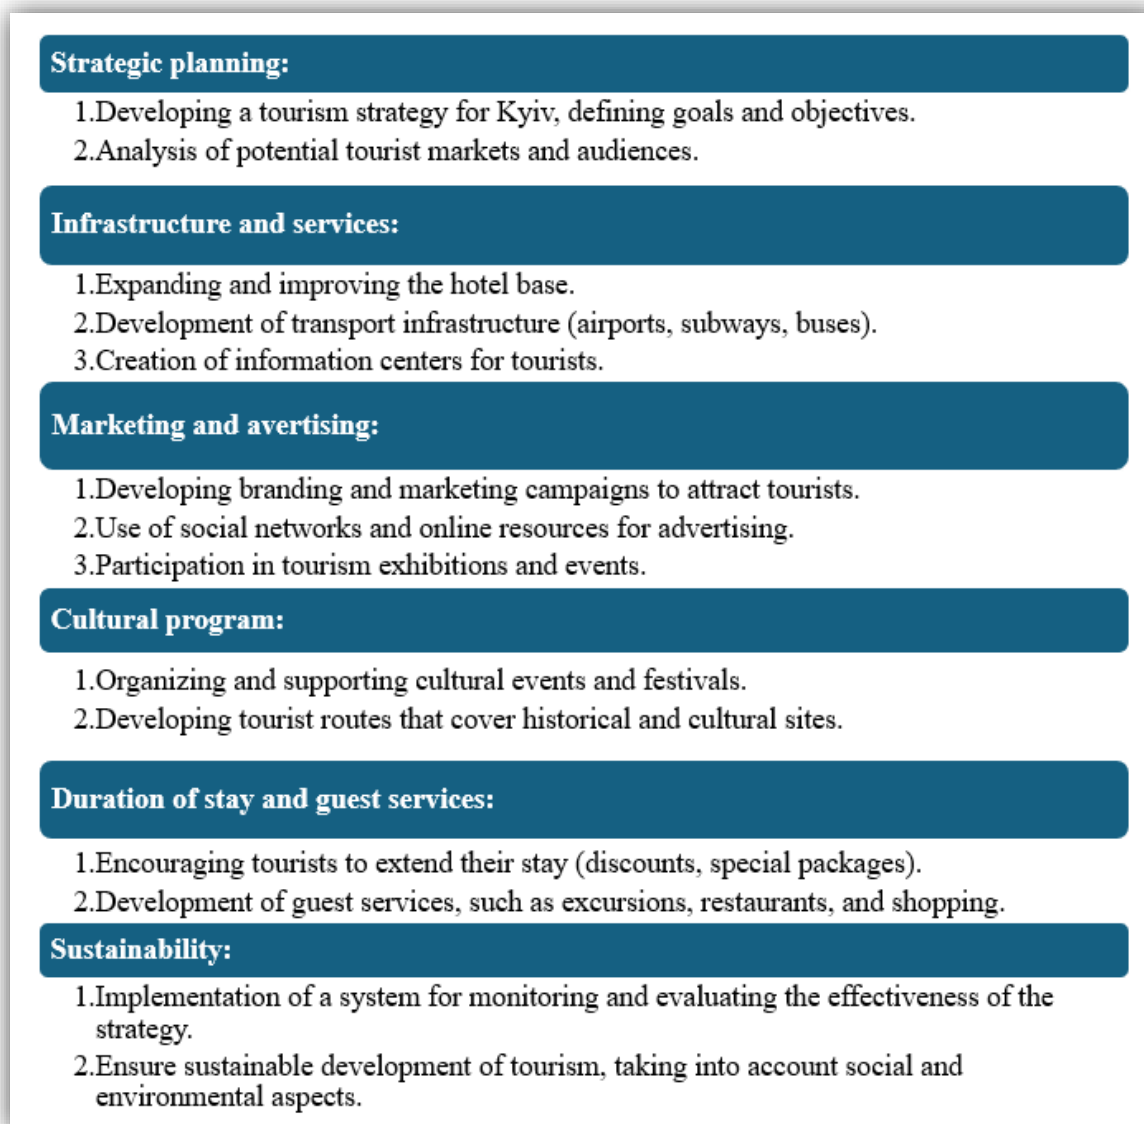 Strategic planning:
1.Developing a tourism strategy for Kyiv, defining goals and objectives.
2.Analysis of potential tourist markets and audiences.
Infrastructure and services:
1.Expanding and improving the hotel base.
2.Development of transport infrastructure (airports, subways, buses).
3.Creation of information centers for tourists.
Marketing and avertising:
1.Developing branding and marketing campaigns to attract tourists.
2.Use of social networks and online resources for advertising.
3.Participation in tourism exhibitions and events.
Cultural program:
1.Organizing and supporting cultural events and festivals.
2.Developing tourist routes that cover historical and cultural sites.
Duration of stay and guest services:
1.Encouraging tourists to extend their stay (discounts, special packages).
2.Development of guest services, such as excursions, restaurants, and shopping.
Sustainability:
1.Implementation of a system for monitoring and evaluating the effectiveness of the
strategy.
2.Ensure sustainable development of tourism, taking into account social and
environmental aspects.